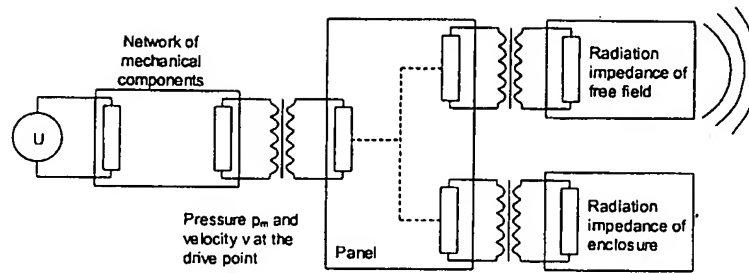 Network of
mechanical
components
U
Pressure pm and
velocity v at the
drive point
Panel
Radiation
impedance of
free field
Radiation
impedance of
enclosure